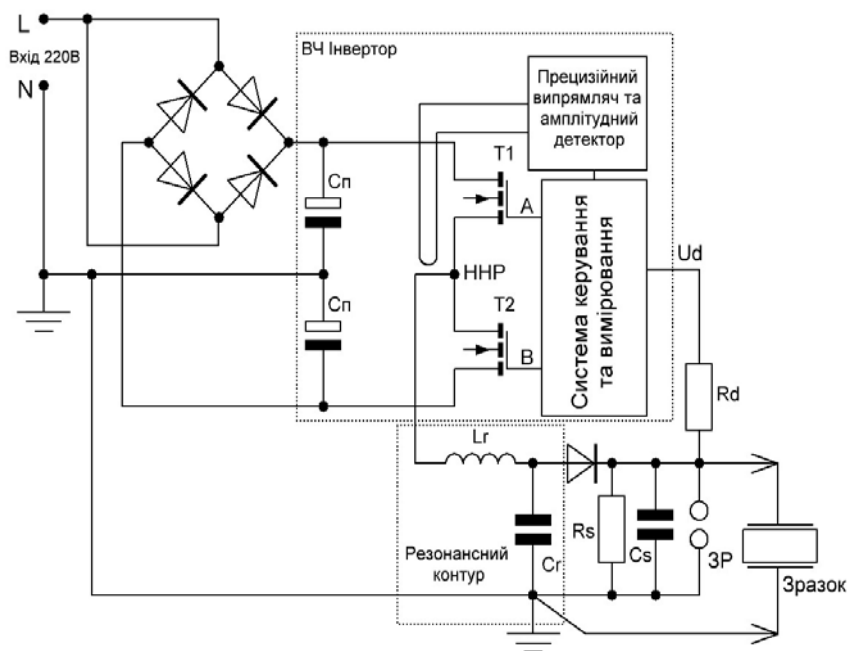 L
Вхід 220В
N
ВЧ Інвертор
Прецизійний
випрямляч та
амплітудний
детектор
Сп
T1
A
Система керування
та вимірювання
Ud
ННР
Сп
T2
B
Rd
Lr
Rs
Cs
ЗР
Cr
Резонансний
контур
Зразок